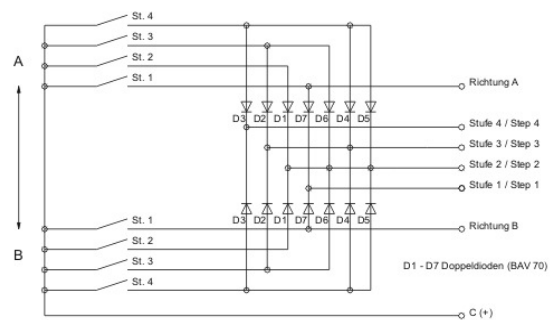 St. 4
St. 3
A
St. 2
St. 1
Richtung A
D3 D2 D1 D7 D6 D4 D5
Stufe 4 / Step 4
Stufe 3 / Step 3
Stufe 2 / Step 2
Stufe 1 / Step 1
D3 D2 D1 D7 D6 D4 D5
St. 1
Richtung B
B
St. 2
St. 3
D1 - D7 Doppeldioden (BAV 70)
St. 4
C (+)